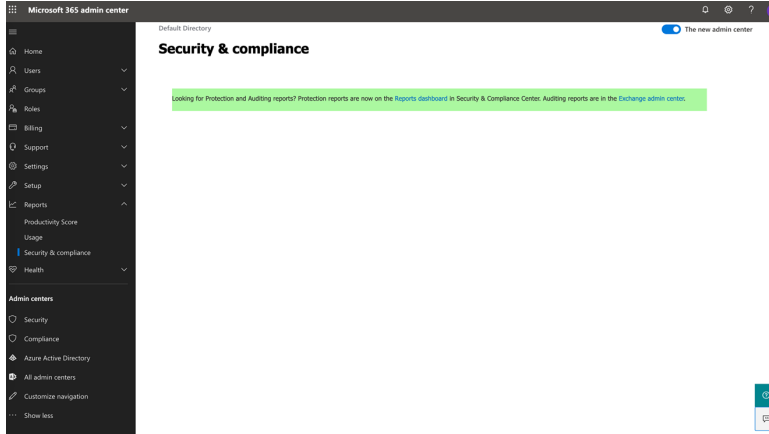 Microsoft 365 admin center
?
Default Directory
The new admin center
Security & compliance
Looking for Protection and Auditing reports? Protection reports are now on the Reports dashboard in Security & Compliance Center. Auditing reports are in the Exchange admin center.
Home
Users
Groups
Roles
Billing
Support
Settings
Setup
Reports
Productivity Score
Usage
Security & compliance
Health
Admin centers
Security
Compliance
Azure Active Directory
All admin centers
Customize navigation
Show less